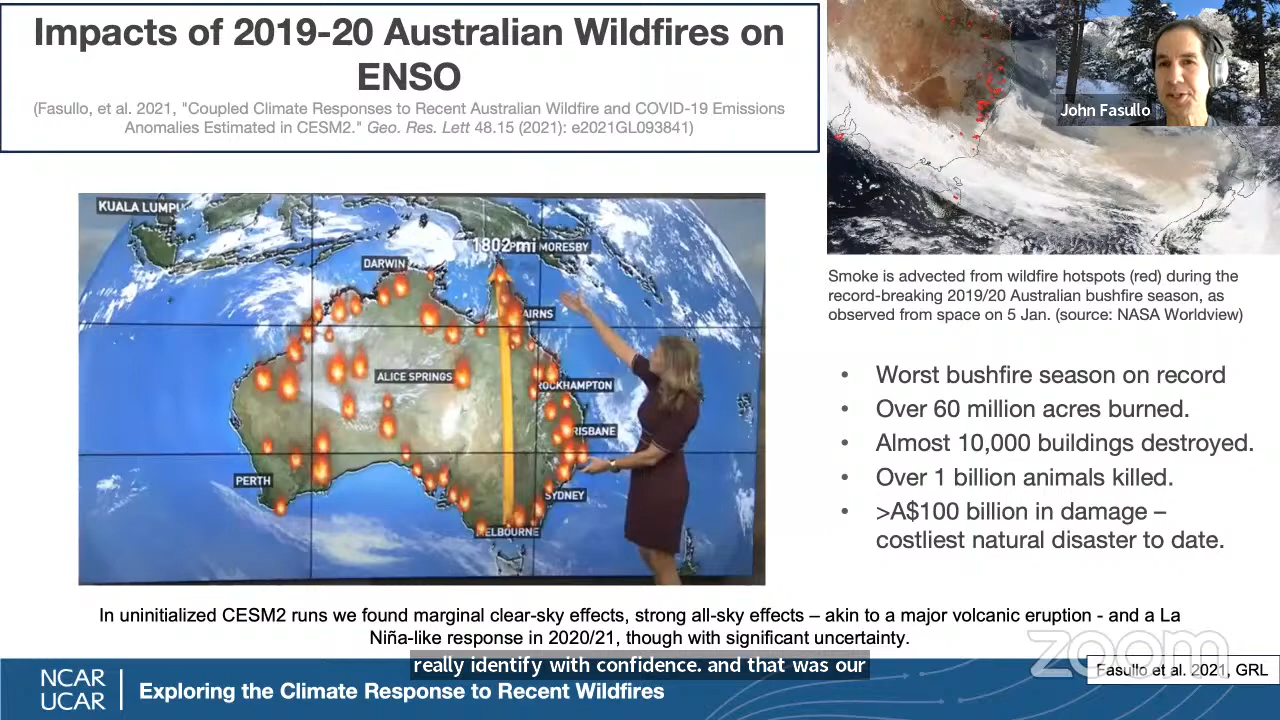 Impacts of 2019-20 Australian Wildfires on
ENSO
(Fasullo, et al. 2021, "Coupled Climate Responses to Recent Australian Wildfire and COVID-19 Emissions
Anomalies Estimated in CESM2." Geo. Res. Lett 48.15 (2021): e2021GL093841)
John Fasullo
KUALA LUMPU
1802 mi
MORESBY
DARWIN
AIRNS
ALICE SPRINGS
ROCKHAMPTON
RISBANE
PERTH
SYDNEY
MELBOURNE
Smoke is advected from wildfire hotspots (red) during the
record-breaking 2019/20 Australian bushfire season, as
observed from space on 5 Jan. (source: NASA Worldview)
• Worst bushfire season on record
• Over 60 million acres burned.
• Almost 10,000 buildings destroyed.
• Over 1 billion animals killed.
• >A$100 billion in damage –
costliest natural disaster to date.
In uninitialized CESM2 runs we found marginal clear-sky effects, strong all-sky effects – akin to a major volcanic eruption - and a La
Niña-like response in 2020/21, though with significant uncertainty.
really identify with confidence. and that was our
zoom
Fasullo et al. 2021, GRL
NCAR
UCAR
Exploring the Climate Response to Recent Wildfires